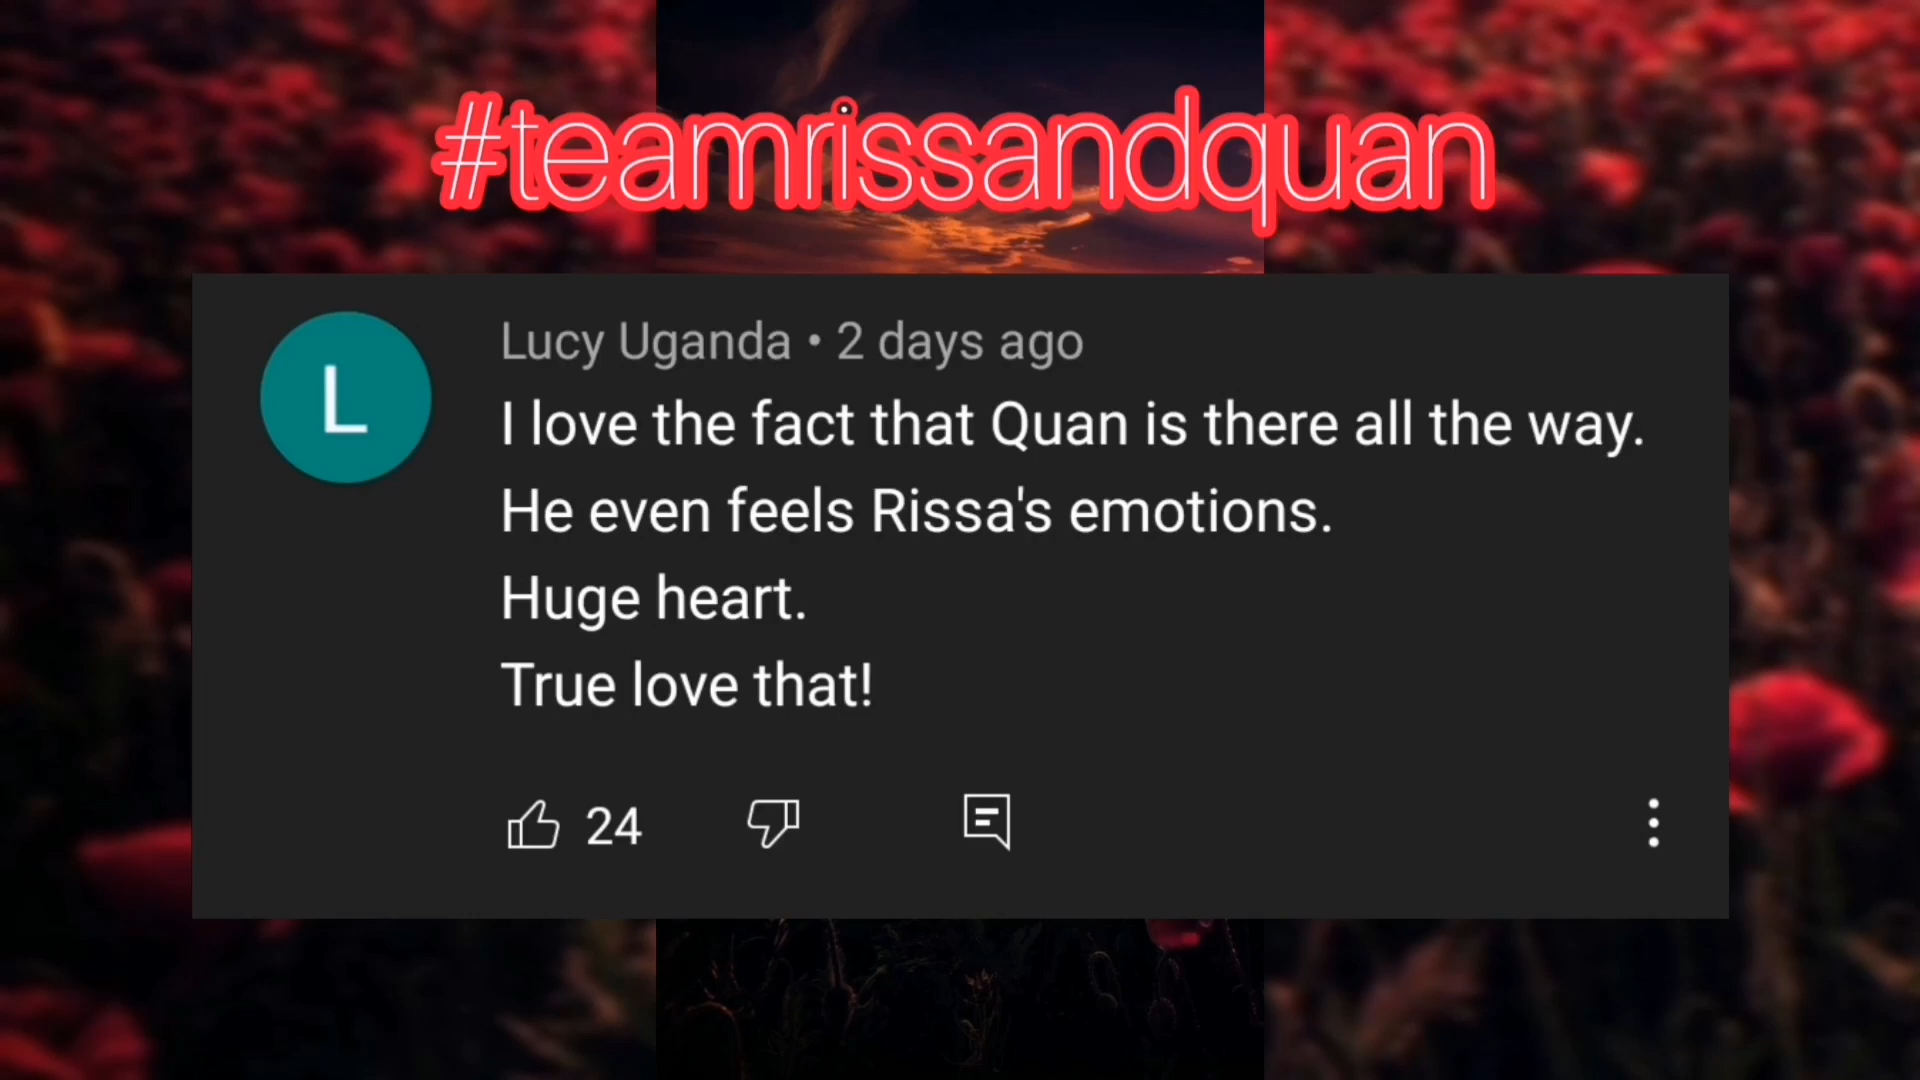 #teamrissandquan
Lucy Uganda • 2 days ago
L
I love the fact that Quan is there all the way.
He even feels Rissa's emotions.
Huge heart.
True love that!
24